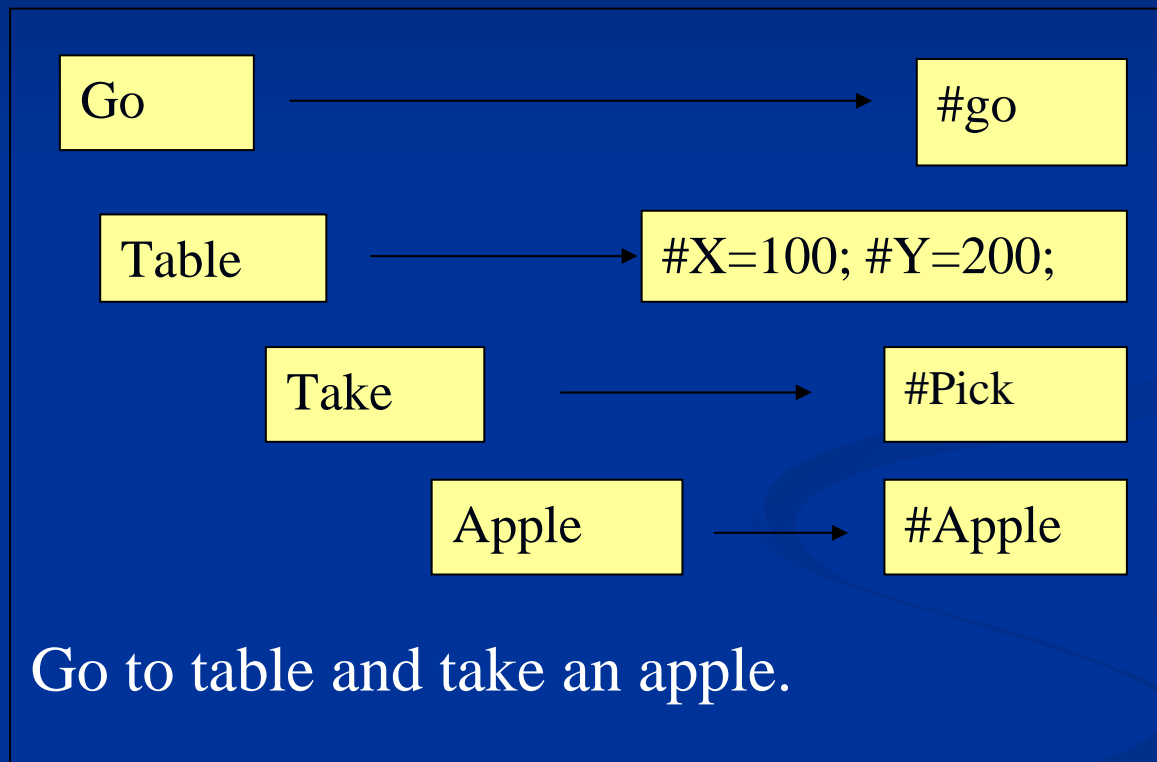 Go
#go
Table
#X=100; #Y=200;
Take
#Pick
Apple
#Apple
Go to table and take an apple.